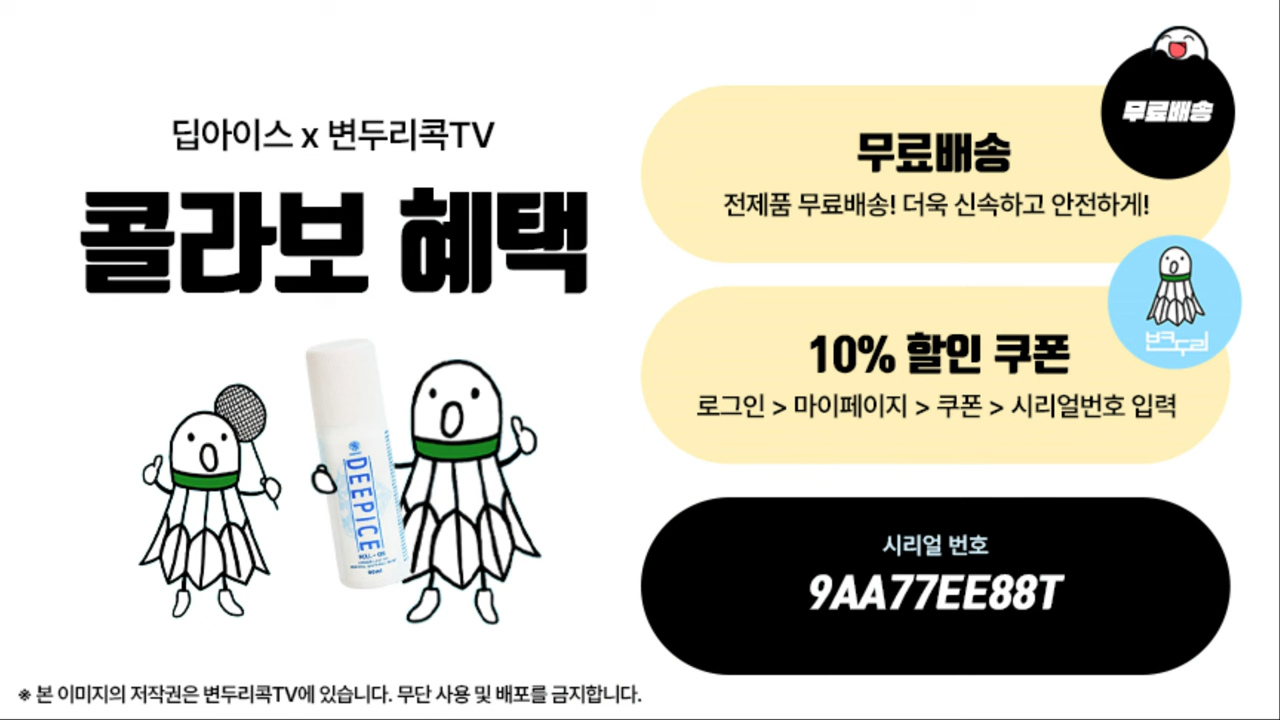 딥아이스 x 변두리콕TV
콜라보 혜택
무료배송
무료배송
전제품 무료배송! 더욱 신속하고 안전하게!
변두리
10% 할인 쿠폰
로그인 > 마이페이지 > 쿠폰 > 시리얼번호 입력
DEEPICE
ROLL - ON
시리얼 번호
9AA77EE88T
※ 본 이미지의 저작권은 변두리콕TV에 있습니다. 무단 사용 및 배포를 금지합니다.